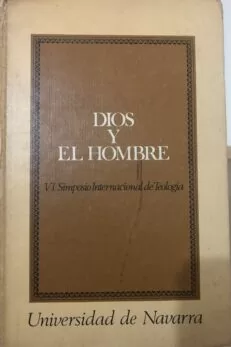 DIOS
Y
EL HOMBRE
VI. Simposio Internacional de Teología
Universidad de Navarra